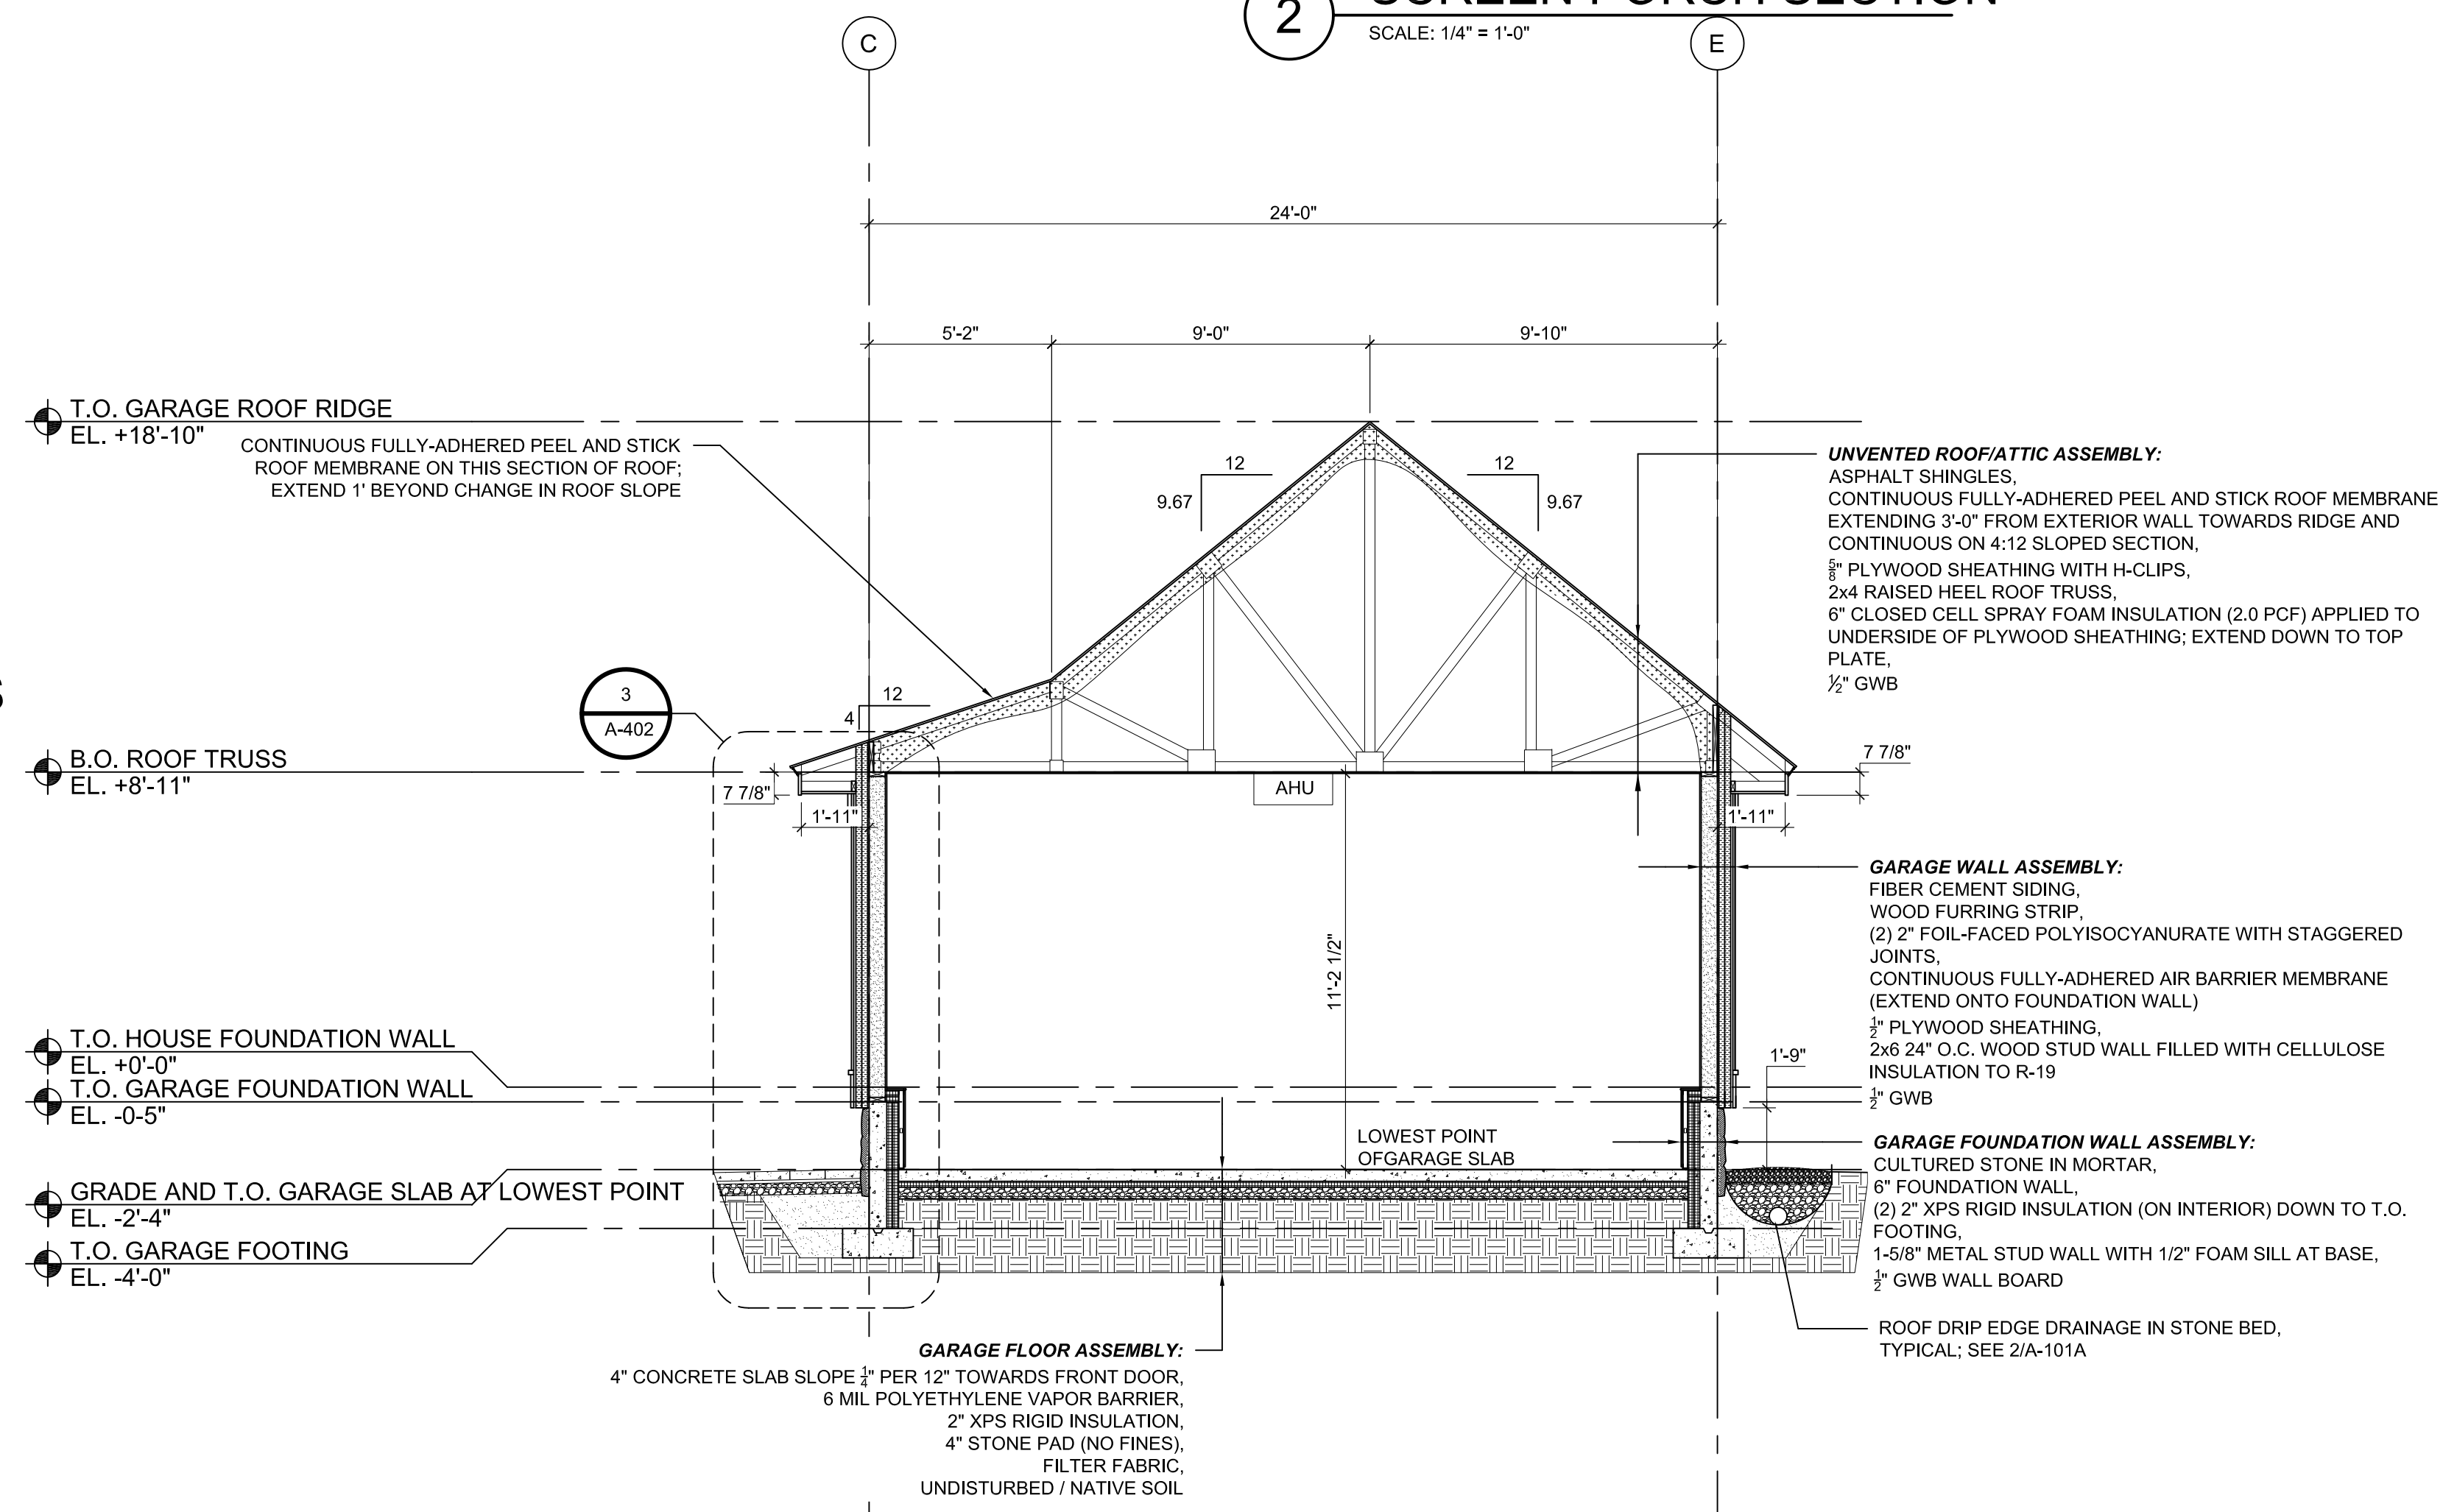 2
SCREEN PORCH SECTION
SCALE: 1/4" = 1'-0"
C
E
24'-0"
5'-2"
9'-0"
9'-10"
T.O. GARAGE ROOF RIDGE
EL. +18'-10"
CONTINUOUS FULLY-ADHERED PEEL AND STICK
ROOF MEMBRANE ON THIS SECTION OF ROOF;
EXTEND 1' BEYOND CHANGE IN ROOF SLOPE
12
9.67
12
9.67
UNVENTED ROOF/ATTIC ASSEMBLY:
ASPHALT SHINGLES,
CONTINUOUS FULLY-ADHERED PEEL AND STICK ROOF MEMBRANE
EXTENDING 3'-0" FROM EXTERIOR WALL TOWARDS RIDGE AND
CONTINUOUS ON 4:12 SLOPED SECTION,
5/8" PLYWOOD SHEATHING WITH H-CLIPS,
2x4 RAISED HEEL ROOF TRUSS,
6" CLOSED CELL SPRAY FOAM INSULATION (2.0 PCF) APPLIED TO
UNDERSIDE OF PLYWOOD SHEATHING; EXTEND DOWN TO TOP
PLATE,
1/2" GWB
S
3
A-402
12
4
B.O. ROOF TRUSS
EL. +8'-11"
7 7/8"
1'-11"
AHU
7 7/8"
1'-11"
11'-2 1/2"
GARAGE WALL ASSEMBLY:
FIBER CEMENT SIDING,
WOOD FURRING STRIP,
(2) 2" FOIL-FACED POLYISOCYANURATE WITH STAGGERED
JOINTS,
CONTINUOUS FULLY-ADHERED AIR BARRIER MEMBRANE
(EXTEND ONTO FOUNDATION WALL)
1/2" PLYWOOD SHEATHING,
2x6 24" O.C. WOOD STUD WALL FILLED WITH CELLULOSE
INSULATION TO R-19
1/2" GWB
1'-9"
T.O. HOUSE FOUNDATION WALL
EL. +0'-0"
T.O. GARAGE FOUNDATION WALL
EL. -0-5"
LOWEST POINT
OFGARAGE SLAB
GRADE AND T.O. GARAGE SLAB AT LOWEST POINT
EL. -2'-4"
T.O. GARAGE FOOTING
EL. -4'-0"
GARAGE FOUNDATION WALL ASSEMBLY:
CULTURED STONE IN MORTAR,
6" FOUNDATION WALL,
(2) 2" XPS RIGID INSULATION (ON INTERIOR) DOWN TO T.O.
FOOTING,
1-5/8" METAL STUD WALL WITH 1/2" FOAM SILL AT BASE,
1/2" GWB WALL BOARD
ROOF DRIP EDGE DRAINAGE IN STONE BED,
TYPICAL; SEE 2/A-101A
GARAGE FLOOR ASSEMBLY:
4" CONCRETE SLAB SLOPE 1/4" PER 12" TOWARDS FRONT DOOR,
6 MIL POLYETHYLENE VAPOR BARRIER,
2" XPS RIGID INSULATION,
4" STONE PAD (NO FINES),
FILTER FABRIC,
UNDISTURBED / NATIVE SOIL